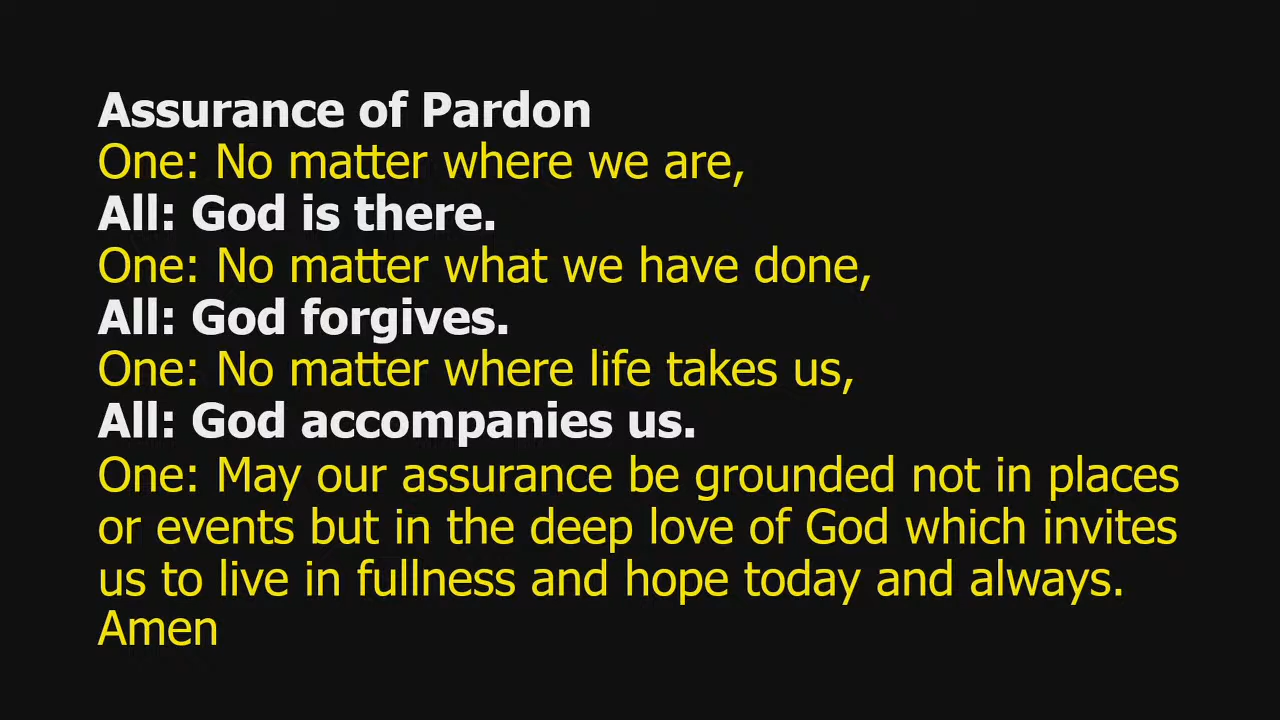 Assurance of Pardon
One: No matter where we are,
All: God is there.
One: No matter what we have done,
All: God forgives.
One: No matter where life takes us,
All: God accompanies us.
One: May our assurance be grounded not in places
or events but in the deep love of God which invites
us to live in fullness and hope today and always.
Amen